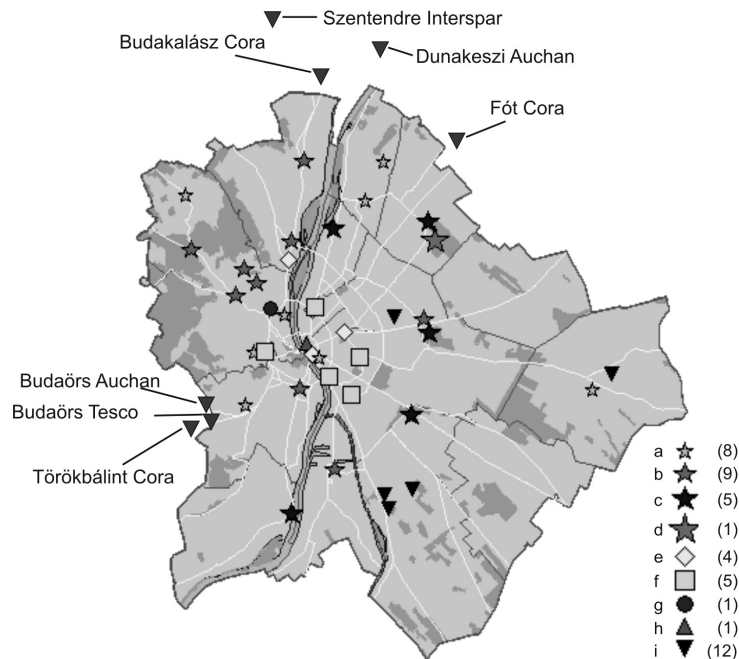 Szentendre Interspar
Budakalász Cora
Dunakeszi Auchan
Fót Cora
Budaörs Auchan
Budaörs Tesco
Törökbálint Cora
a (8)
b (9)
c (5)
d (1)
e (4)
f (5)
g (1)
h (1)
i (12)